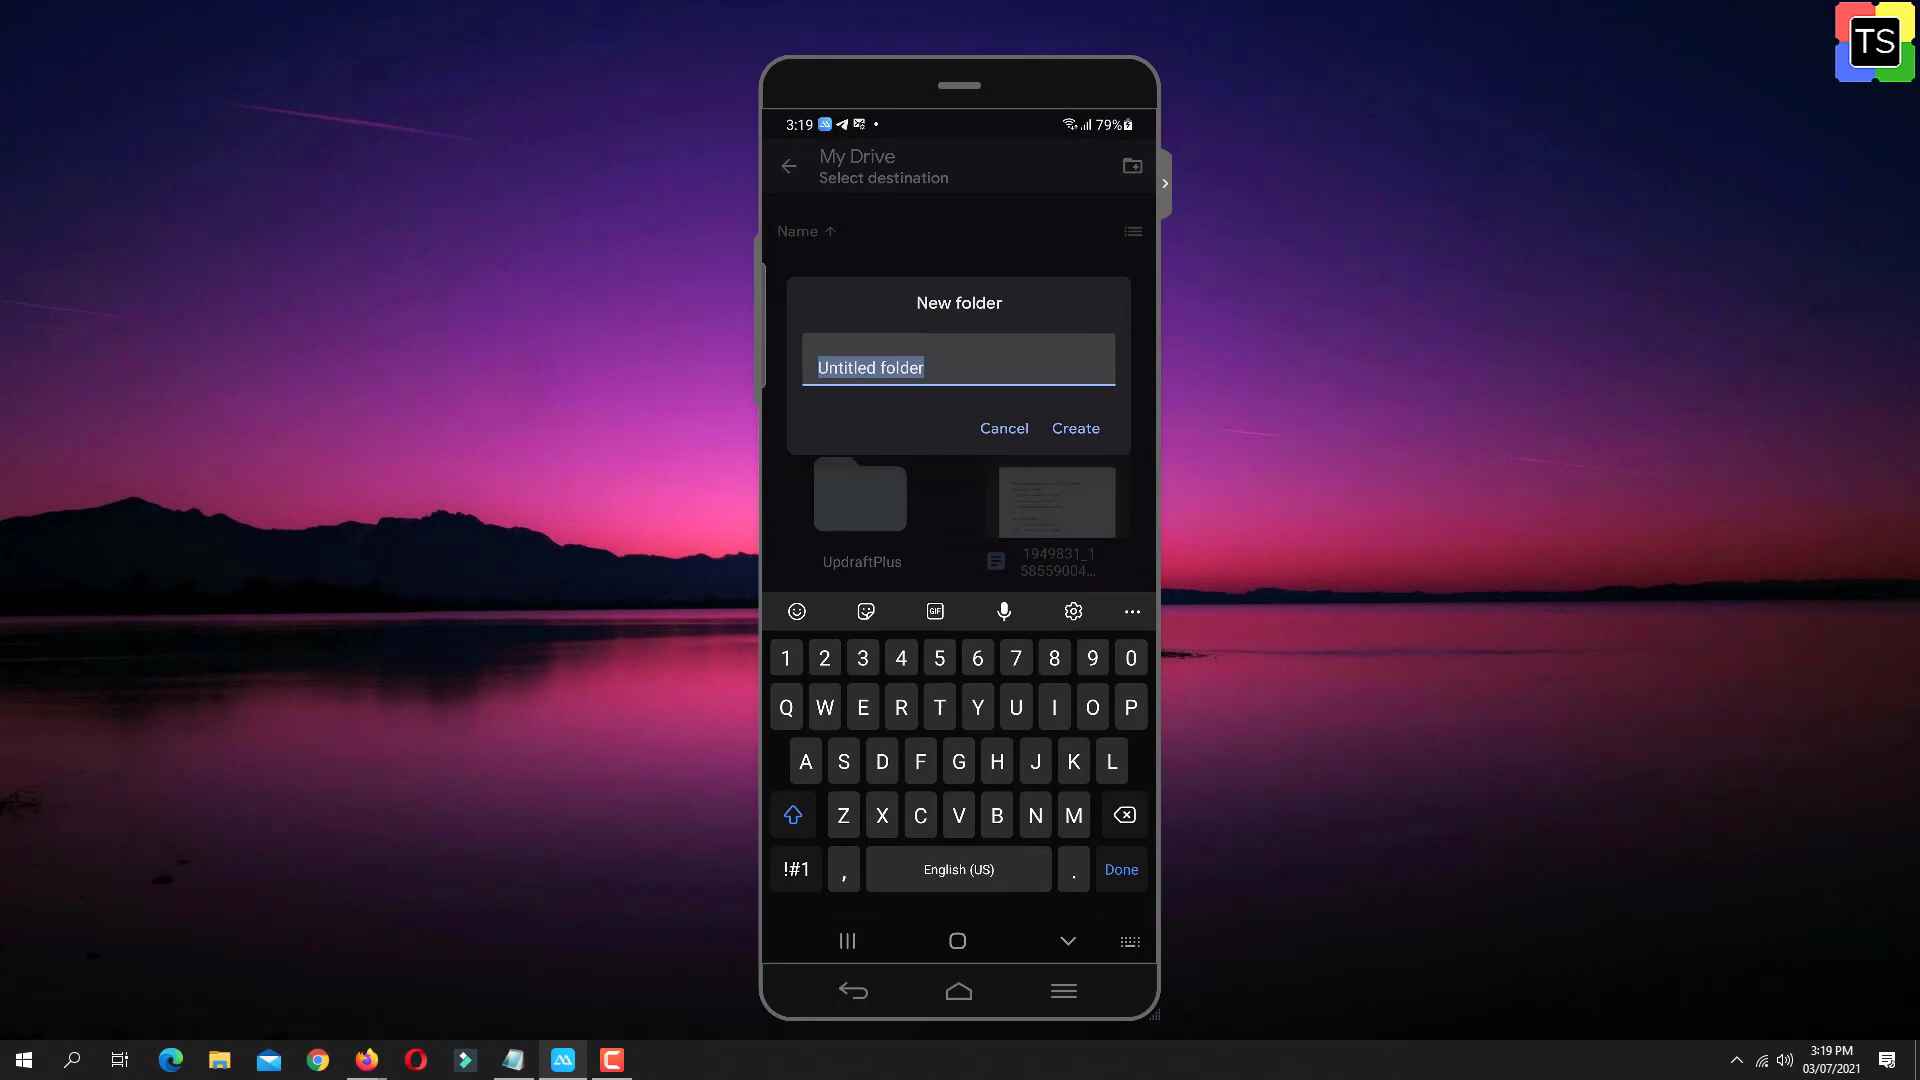 TS
3:19
79%
My Drive
Select destination
Name
New folder
Untitled folder
Cancel Create
UpdraftPlus
1949831_1
58559004...
GIF
1 2 3 4 5 6 7 8 9 0
Q W E R T Y U I O P
A S D F G H J K L
Z X C V B N M
!#1 , English (US) . Done
3:19 PM
03/07/2021